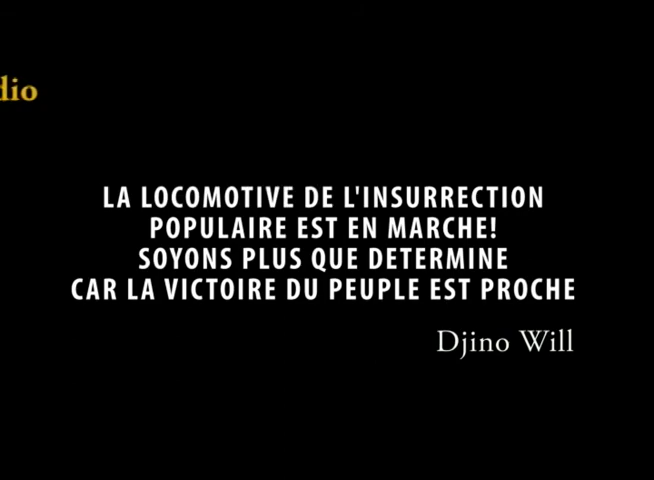 dio
LA LOCOMOTIVE DE L'INSURRECTION
POPULAIRE EST EN MARCHE!
SOYONS PLUS QUE DETERMINE
CAR LA VICTOIRE DU PEUPLE EST PROCHE
Djino Will